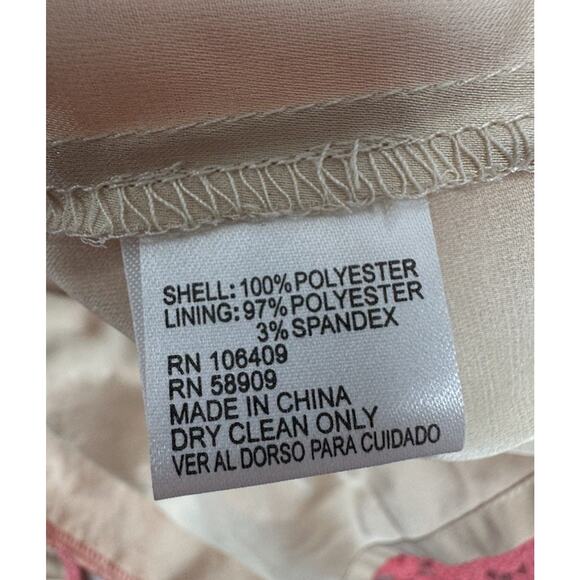 SHELL: 100% POLYESTER
LINING: 97% POLYESTER
3% SPANDEX
RN 106409
RN 58909
MADE IN CHINA
DRY CLEAN ONLY
VER AL DORSO PARA CUIDADO